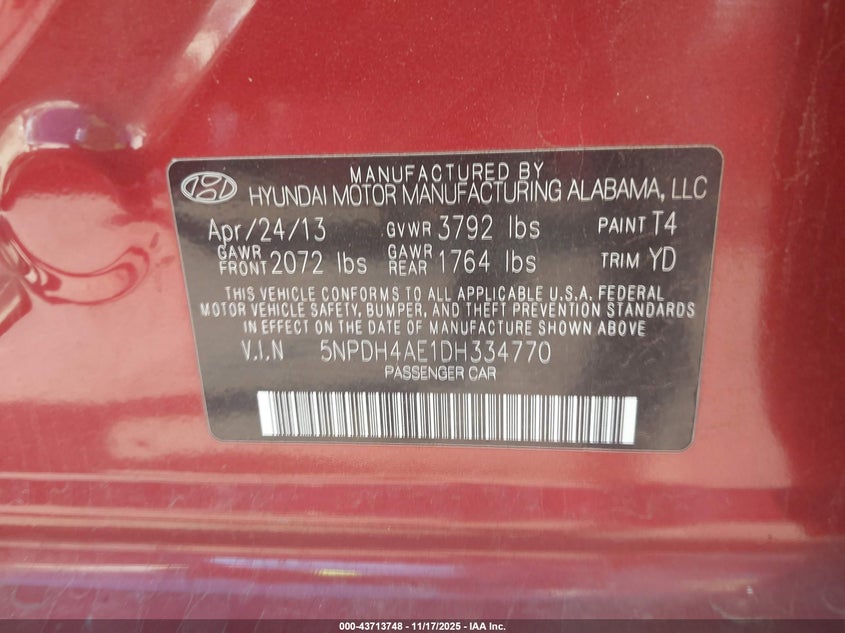 MANUFACTURED BY
HYUNDAI MOTOR MANUFACTURING ALABAMA, LLC
Apr/24/13 GVWR 3792 lbs PAINT T4
GAWR FRONT 2072 lbs GAWR REAR 1764 lbs TRIM YD
THIS VEHICLE CONFORMS TO ALL APPLICABLE U.S.A. FEDERAL
MOTOR VEHICLE SAFETY, BUMPER, AND THEFT PREVENTION STANDARDS
IN EFFECT ON THE DATE OF MANUFACTURE SHOWN ABOVE.
V.I.N 5NPDH4AE1DH334770
PASSENGER CAR
000-43713748 - 11/17/2025 - IAA Inc.